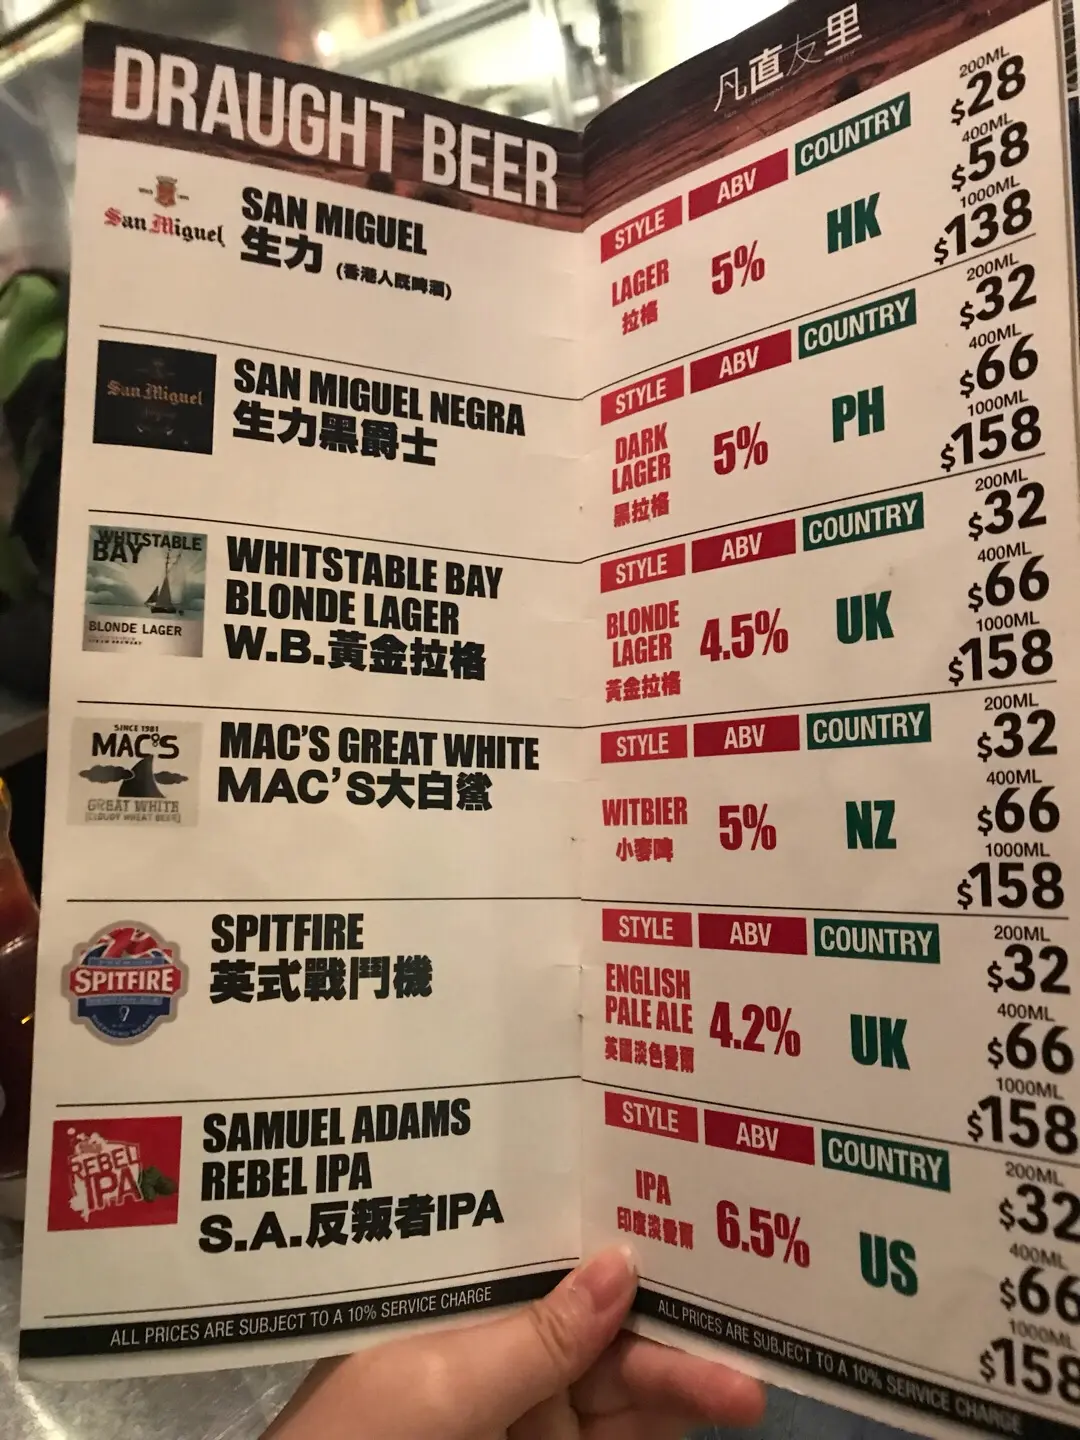 DRAUGHT BEER
凡直友里
San Miguel
SAN MIGUEL
生力 (香港人既啤酒)
STYLE ABV COUNTRY
LAGER
拉格
5%
HK
200ML
$28
400ML
$58
1000ML
$138
San Miguel
SAN MIGUEL NEGRA
生力黑爵士
STYLE ABV COUNTRY
DARK
LAGER
黑拉格
5%
PH
200ML
$32
400ML
$66
1000ML
$158
WHITSTABLE
BAY
BLONDE LAGER
WHITSTABLE BAY
BLONDE LAGER
W.B.黃金拉格
STYLE ABV COUNTRY
BLONDE
LAGER
黃金拉格
4.5%
UK
200ML
$32
400ML
$66
1000ML
$158
SINCE 1981
MAC'S
GREAT WHITE
(CLOUDY WHEAT BEER)
MAC'S GREAT WHITE
MAC'S大白鯊
STYLE ABV COUNTRY
WITBIER
小麥啤
5%
NZ
200ML
$32
400ML
$66
1000ML
$158
SPITFIRE
SPITFIRE
英式戰鬥機
STYLE ABV COUNTRY
ENGLISH
PALE ALE
英國淡色愛爾
4.2%
UK
200ML
$32
400ML
$66
1000ML
$158
REBEL
IPA
SAMUEL ADAMS
REBEL IPA
S.A.反叛者IPA
STYLE ABV COUNTRY
IPA
印度淡愛爾
6.5%
US
200ML
$32
400ML
$66
1000ML
$158
ALL PRICES ARE SUBJECT TO A 10% SERVICE CHARGE
ALL PRICES ARE SUBJECT TO A 10% SERVICE CHARGE